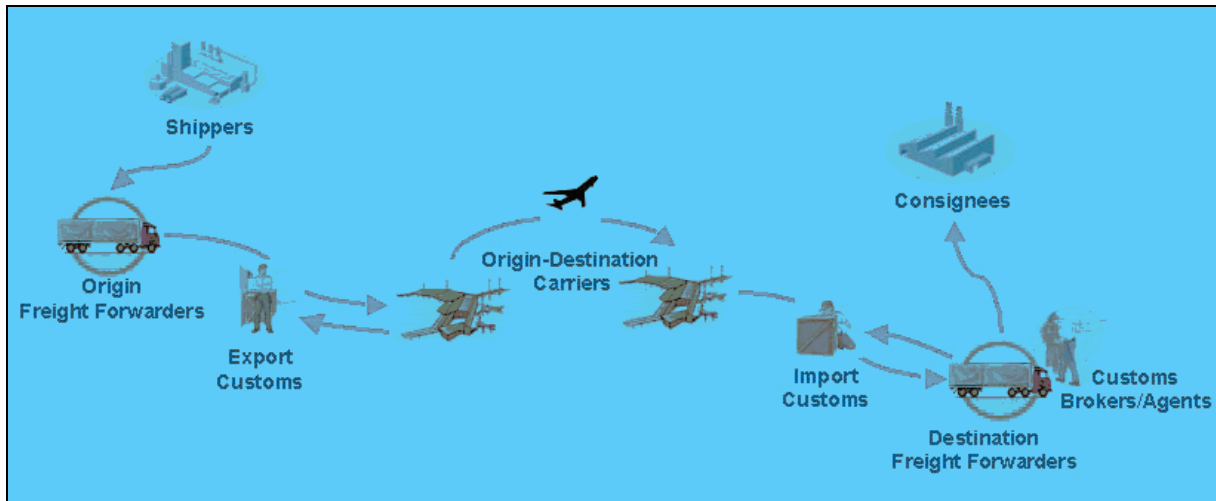 Shippers
Origin
Freight Forwarders
Export
Customs
Origin-Destination
Carriers
Import
Customs
Consignees
Customs
Brokers/Agents
Destination
Freight Forwarders